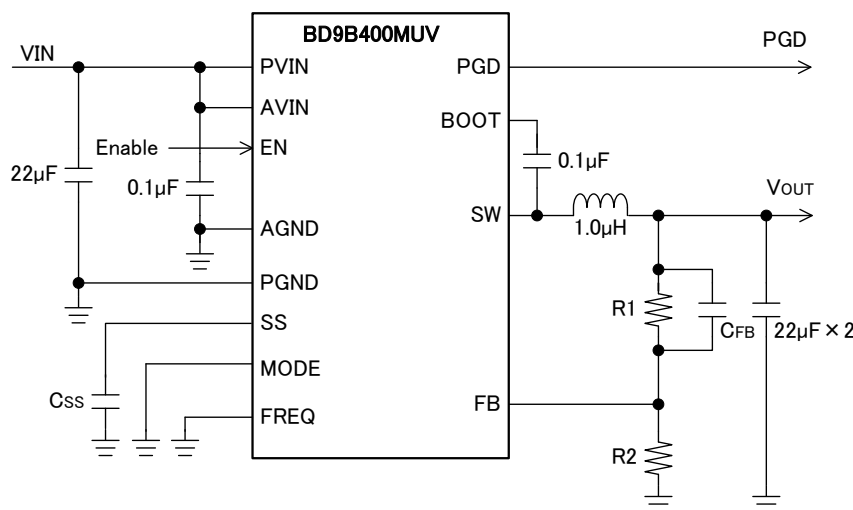 BD9B400MUV
VIN
PVIN
PGD
PGD
AVIN
BOOT
Enable
EN
22µF
0.1µF
0.1µF
SW
VOUT
1.0µH
AGND
PGND
SS
R1
CFB
22µF × 2
MODE
CSS
FREQ
FB
R2